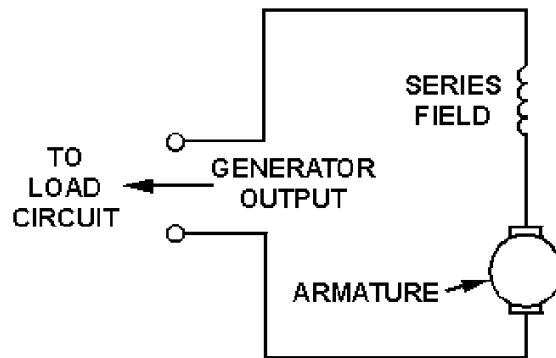 SERIES
FIELD
TO
LOAD
CIRCUIT
GENERATOR
OUTPUT
ARMATURE